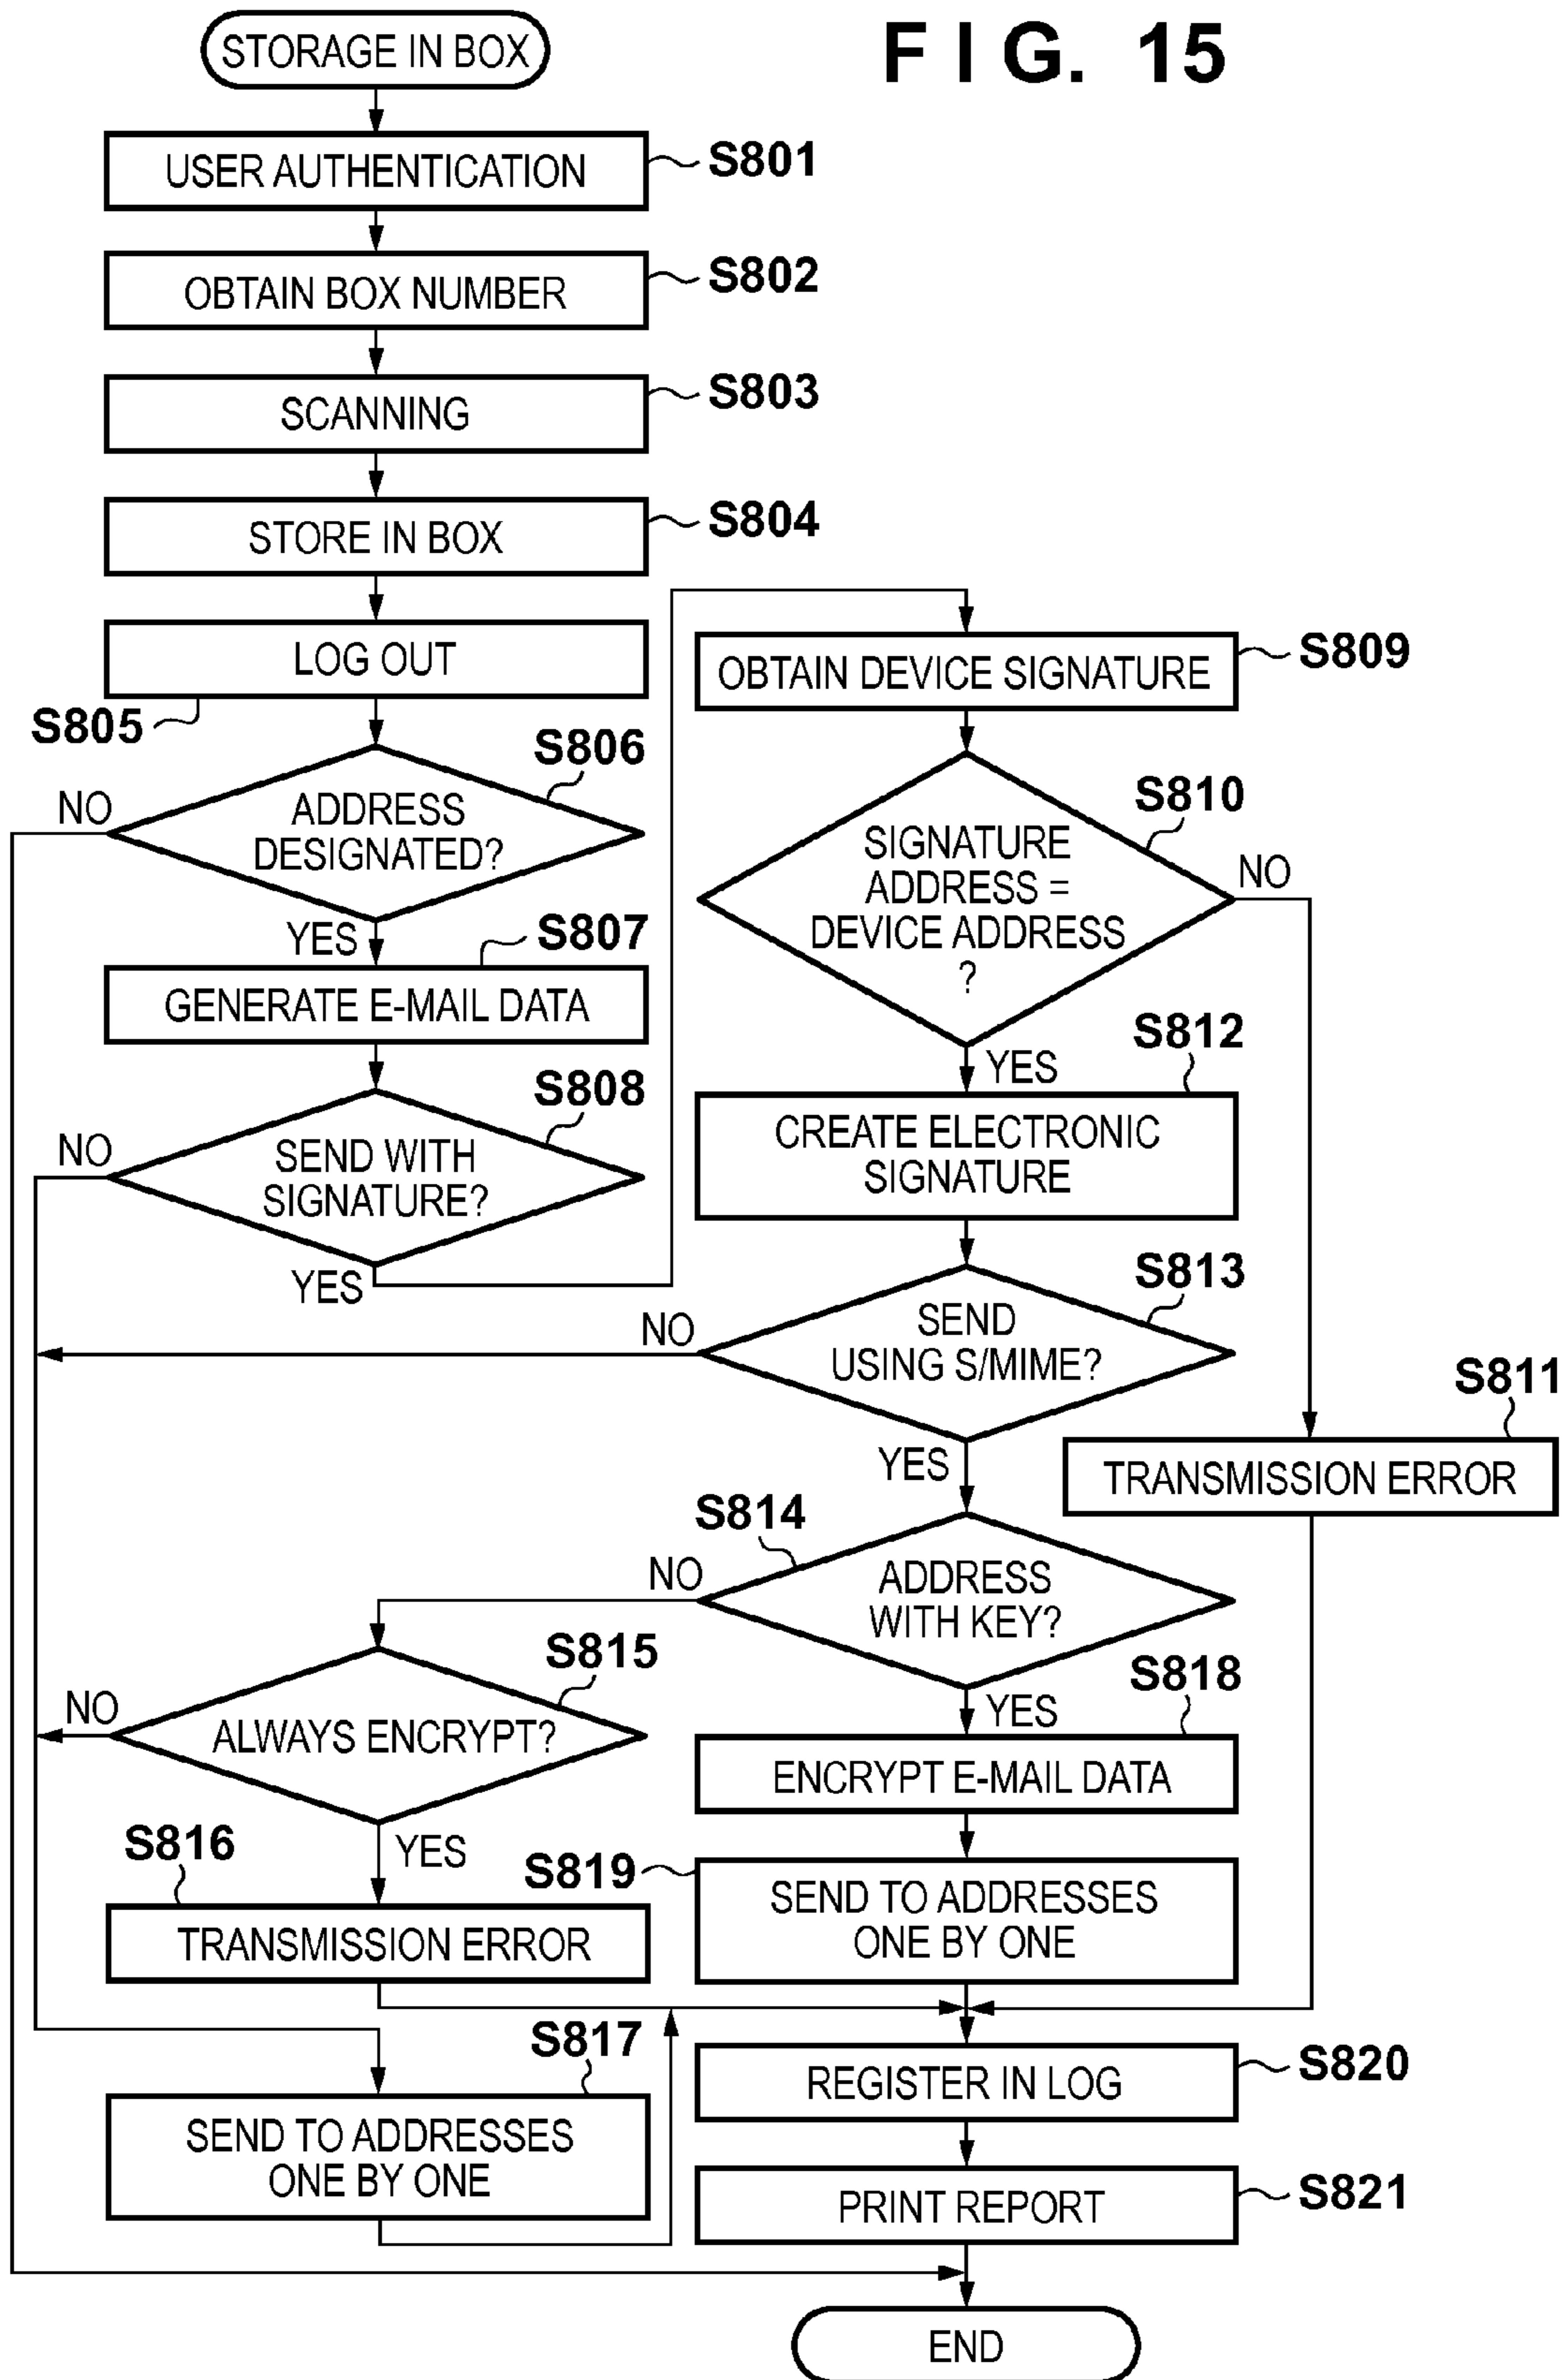 FIG. 15
STORAGE IN BOX
USER AUTHENTICATION
S801
OBTAIN BOX NUMBER
S802
SCANNING
S803
STORE IN BOX
S804
LOG OUT
S805
S806
ADDRESS
DESIGNATED?
NO
YES
S807
GENERATE E-MAIL DATA
S808
SEND WITH
SIGNATURE?
NO
YES
OBTAIN DEVICE SIGNATURE
S809
S810
SIGNATURE
ADDRESS =
DEVICE ADDRESS
?
NO
YES
S812
CREATE ELECTRONIC
SIGNATURE
S813
SEND
USING S/MIME?
NO
YES
S811
TRANSMISSION ERROR
S814
ADDRESS
WITH KEY?
NO
YES
S815
ALWAYS ENCRYPT?
NO
YES
S816
TRANSMISSION ERROR
S818
ENCRYPT E-MAIL DATA
S819
SEND TO ADDRESSES
ONE BY ONE
S817
SEND TO ADDRESSES
ONE BY ONE
REGISTER IN LOG
S820
PRINT REPORT
S821
END